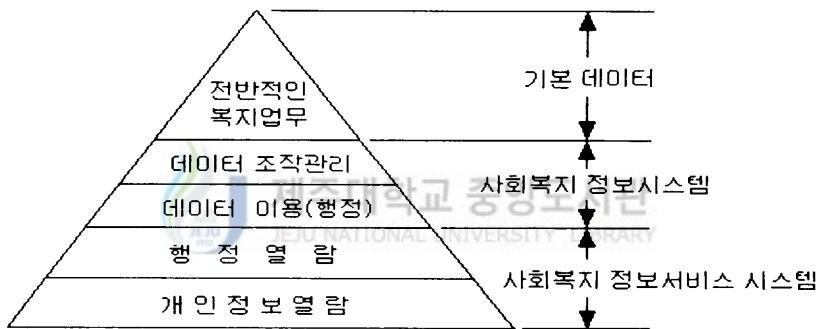 전반적인
복지업무
기본 데이터
데이터 조작관리
사회복지 정보시스템
데이터 이용(행정)
제주대학교 중앙도서관
JEJU NATIONAL UNIVERSITY LIBRARY
행 정 열 람
사회복지 정보서비스 시스템
개 인 정 보 열 람